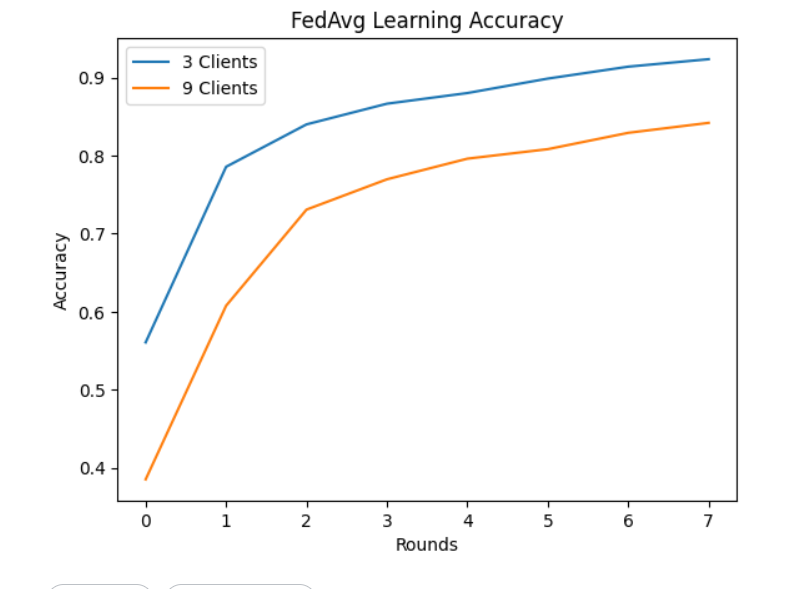 FedAvg Learning Accuracy
3 Clients
9 Clients
0.9
0.8
0.7
0.6
0.5
0.4
Accuracy
0 1 2 3 4 5 6 7
Rounds